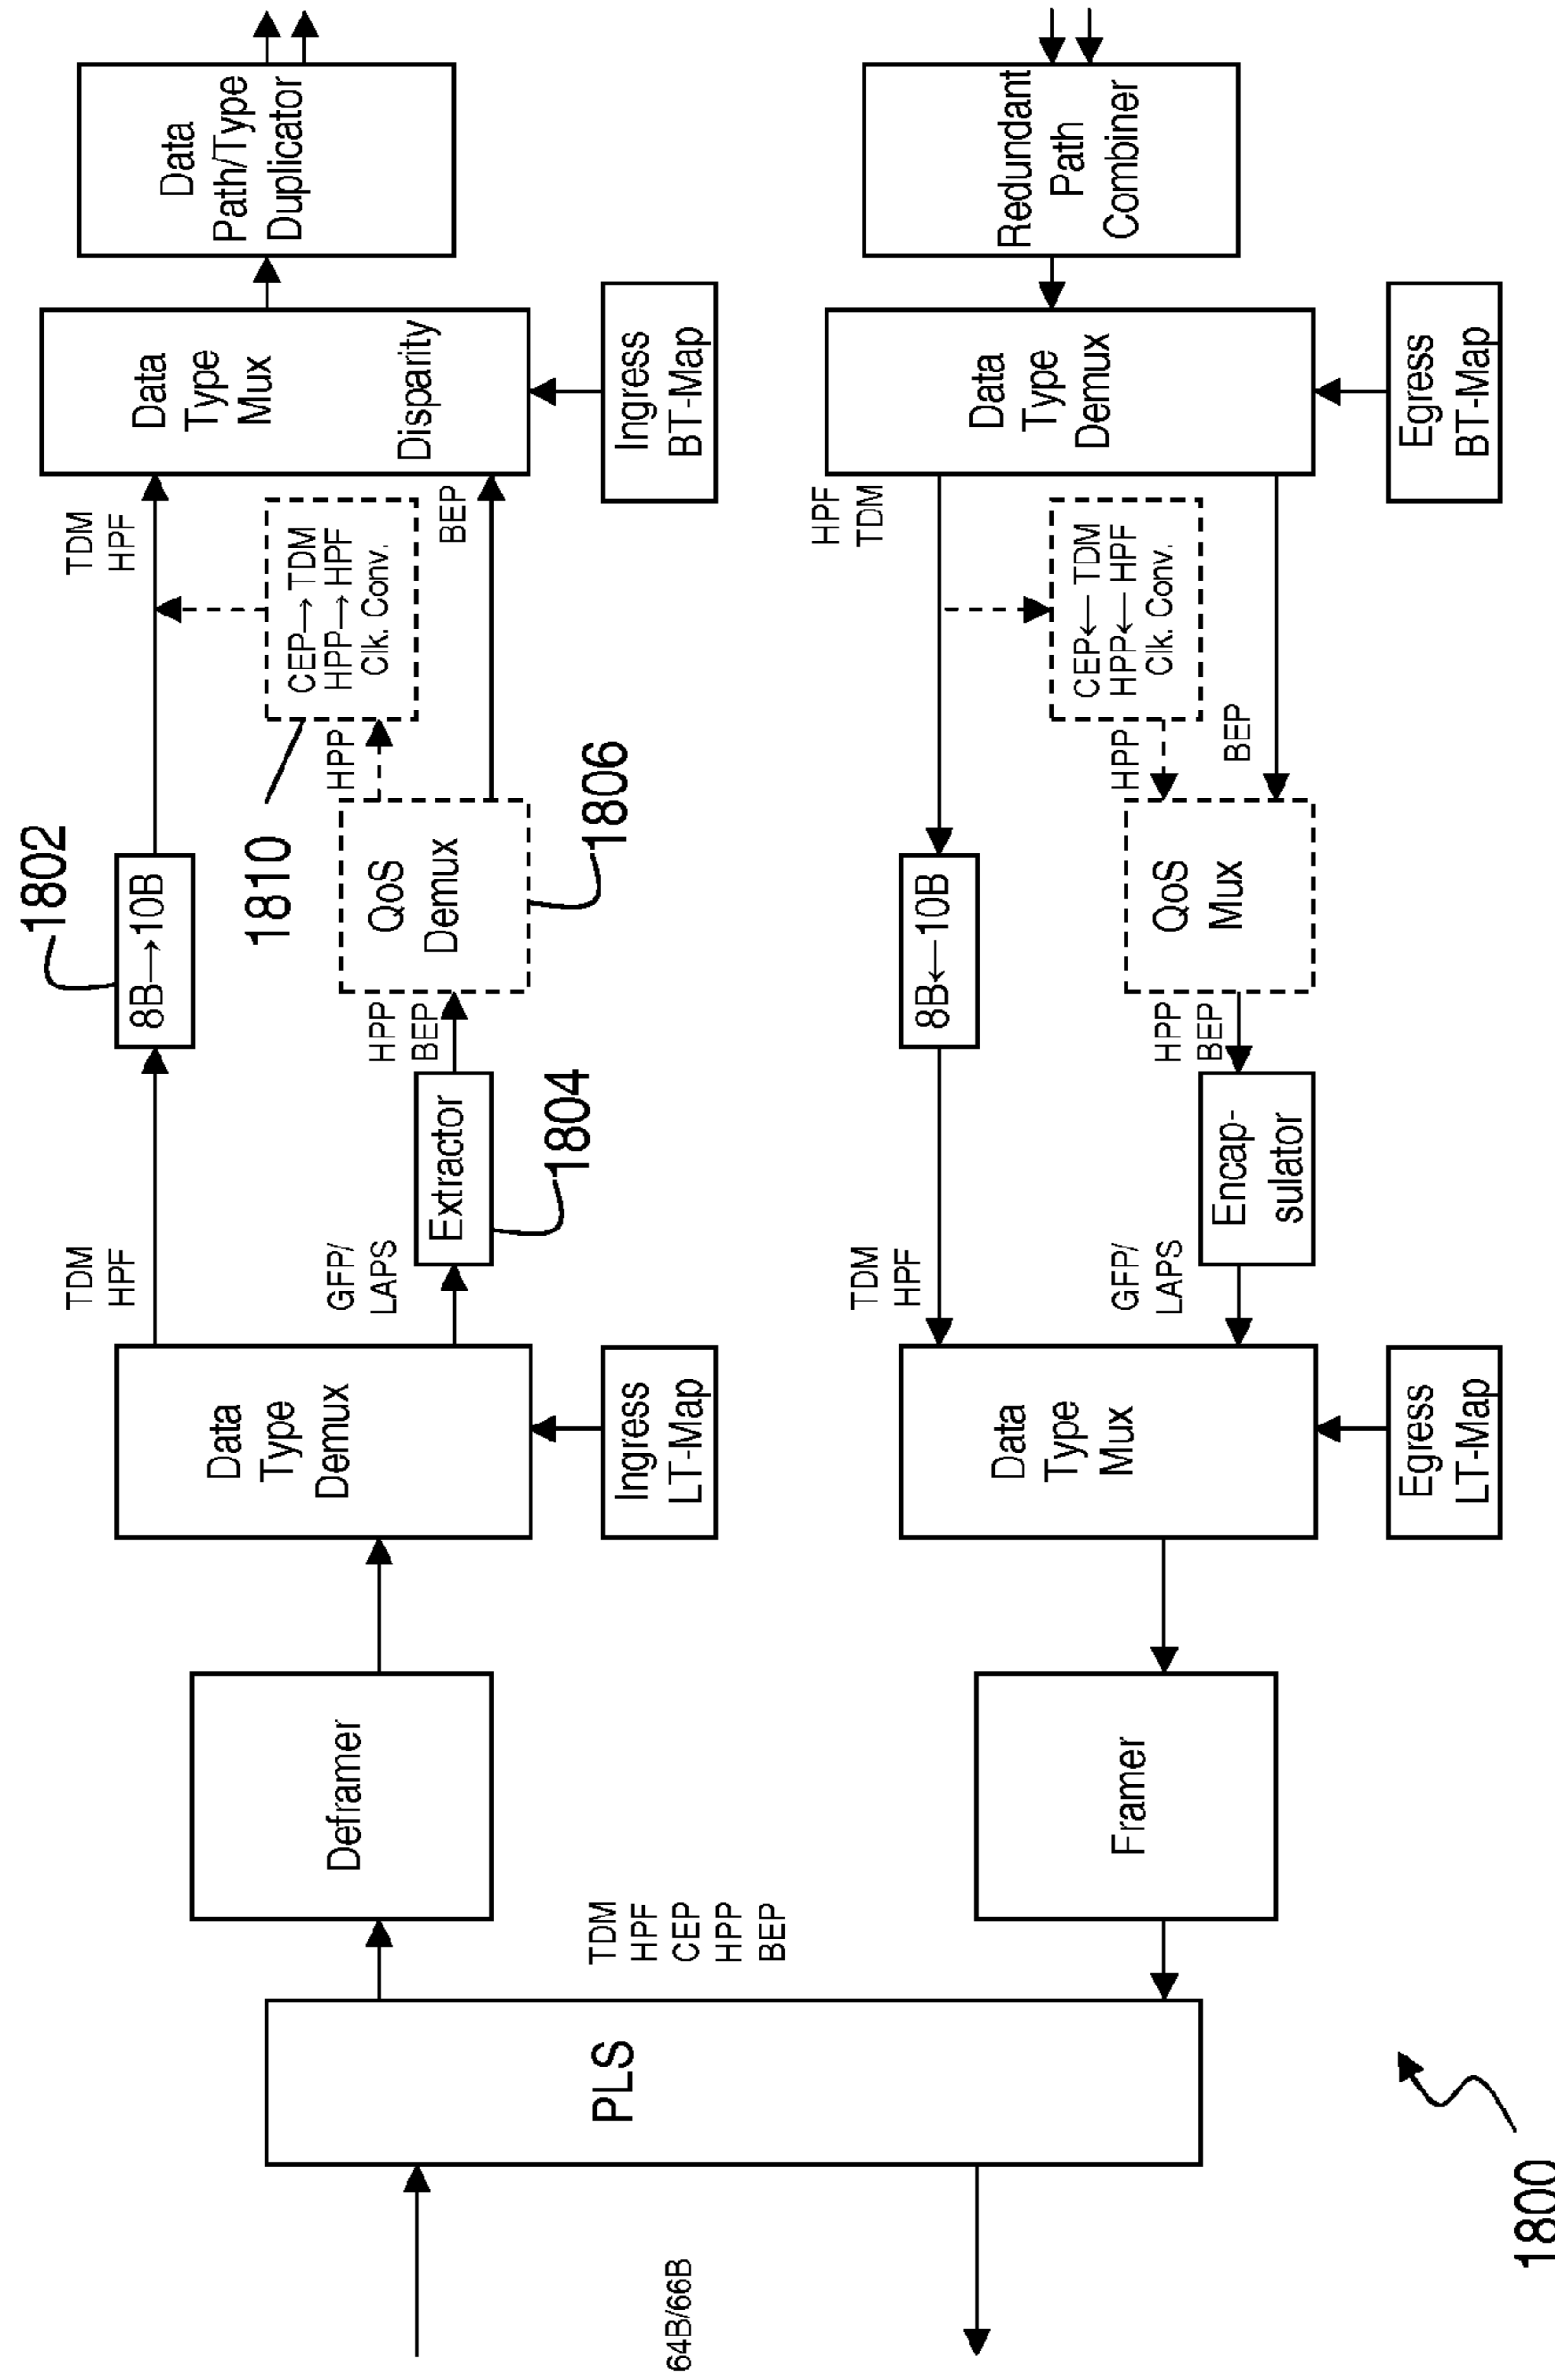 64B/66B
PLS
TDM
HPF
CEP
HPP
BEP
Deframer
Data
Type
Demux
Ingress
LT-Map
TDM
HPF
GFP/
LAPS
1802
8B→10B
Extractor
1804
HPP
BEP
QoS
Demux
1806
1810
HPP
CEP→TDM
HPP→HPF
Clk. Conv.
TDM
HPF
BEP
Data
Type
Mux
Disparity
Ingress
BT-Map
Data
Path/Type
Duplicator
Framer
Data
Type
Mux
Egress
LT-Map
TDM
HPF
GFP/
LAPS
8B←10B
Encap-
sulator
HPP
BEP
QoS
Mux
HPP
BEP
CEP←TDM
HPP←HPF
Clk. Conv.
HPF
TDM
Data
Type
Demux
Egress
BT-Map
Redundant
Path
Combiner
1800